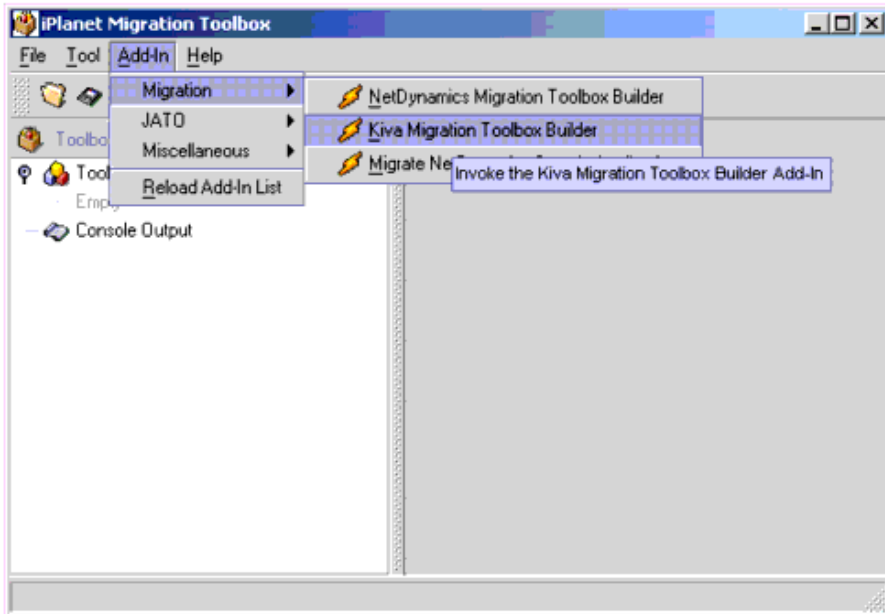 iPlanet Migration Toolbox
File Tool Add-In Help
Migration
JATO
Miscellaneous
Reload Add-In List
NetDynamics Migration Toolbox Builder
Kiva Migration Toolbox Builder
Migrate
Invoke the Kiva Migration Toolbox Builder Add-In
Console Output